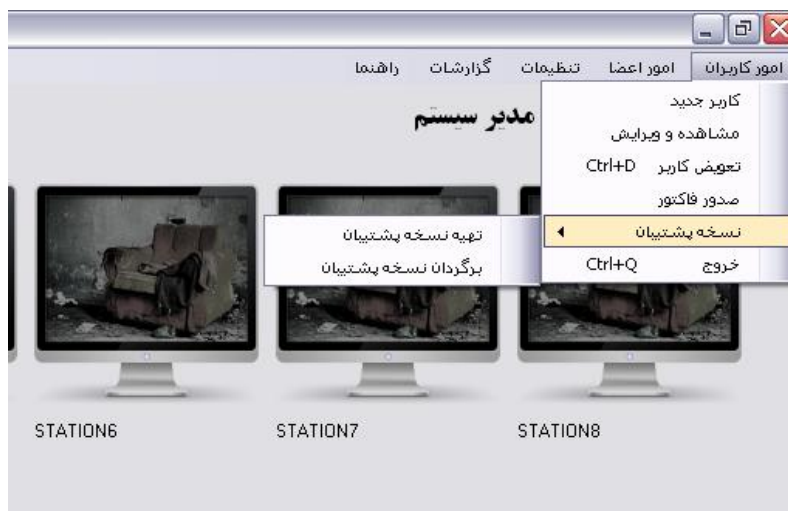 امور کاربران   امور اعضا   تنظیمات   گزارشات   راهنما
مدیر سیستم
کاربر جدید
مشاهده و ویرایش
تعویض کاربر   Ctrl+D
صدور فاکتور
نسخه پشتیبان
خروج   Ctrl+Q
تهیه نسخه پشتیبان
برگردان نسخه پشتیبان
STATION6   STATION7   STATION8